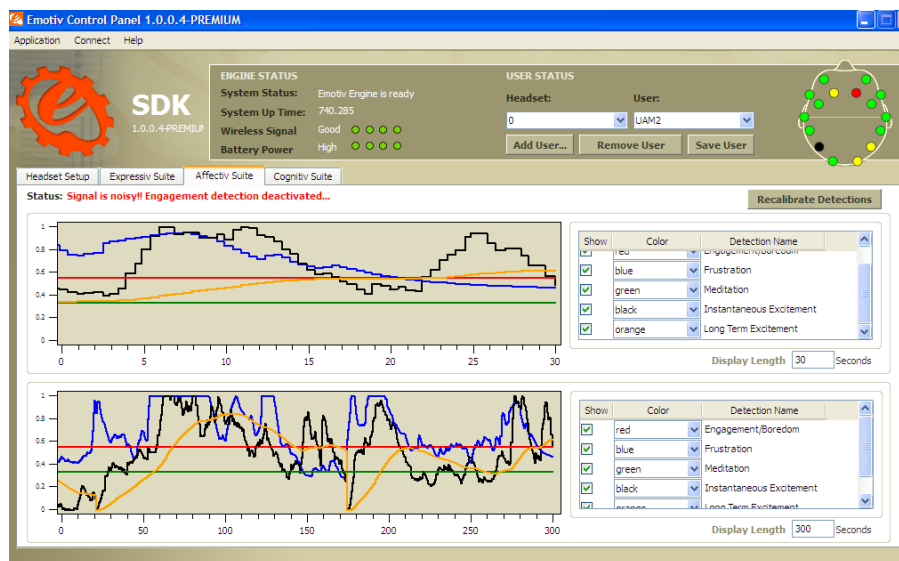 Emotiv Control Panel 1.0.0.4-PREMIUM
Application Connect Help
SDK
1.0.0.4-PREMIUM
ENGINE STATUS
System Status: Emotiv Engine is ready
System Up Time: 740.285
Wireless Signal Good
Battery Power High
USER STATUS
Headset: User:
0 UAM2
Add User... Remove User Save User
Headset Setup Expressiv Suite Affectiv Suite Cognitiv Suite
Status: Signal is noisy!! Engagement detection deactivated...
Recalibrate Detections
1
0.8
0.6
0.4
0.2
0
0 5 10 15 20 25 30
Show Color Detection Name
red Engagement/Boredom
blue Frustration
green Meditation
black Instantaneous Excitement
orange Long Term Excitement
Display Length 30 Seconds
1
0.8
0.6
0.4
0.2
0
0 50 100 150 200 250 300
Show Color Detection Name
red Engagement/Boredom
blue Frustration
green Meditation
black Instantaneous Excitement
orange Long Term Excitement
Display Length 300 Seconds